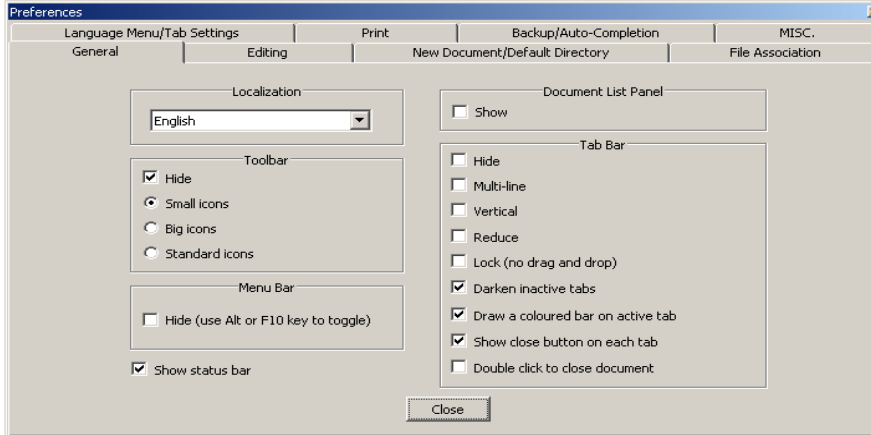 Preferences
Language Menu/Tab Settings Print Backup/Auto-Completion MISC.
General Editing New Document/Default Directory File Association
Localization
English
Toolbar
Hide
Small icons
Big icons
Standard icons
Menu Bar
Hide (use Alt or F10 key to toggle)
Show status bar
Document List Panel
Show
Tab Bar
Hide
Multi-line
Vertical
Reduce
Lock (no drag and drop)
Darken inactive tabs
Draw a coloured bar on active tab
Show close button on each tab
Double click to close document
Close